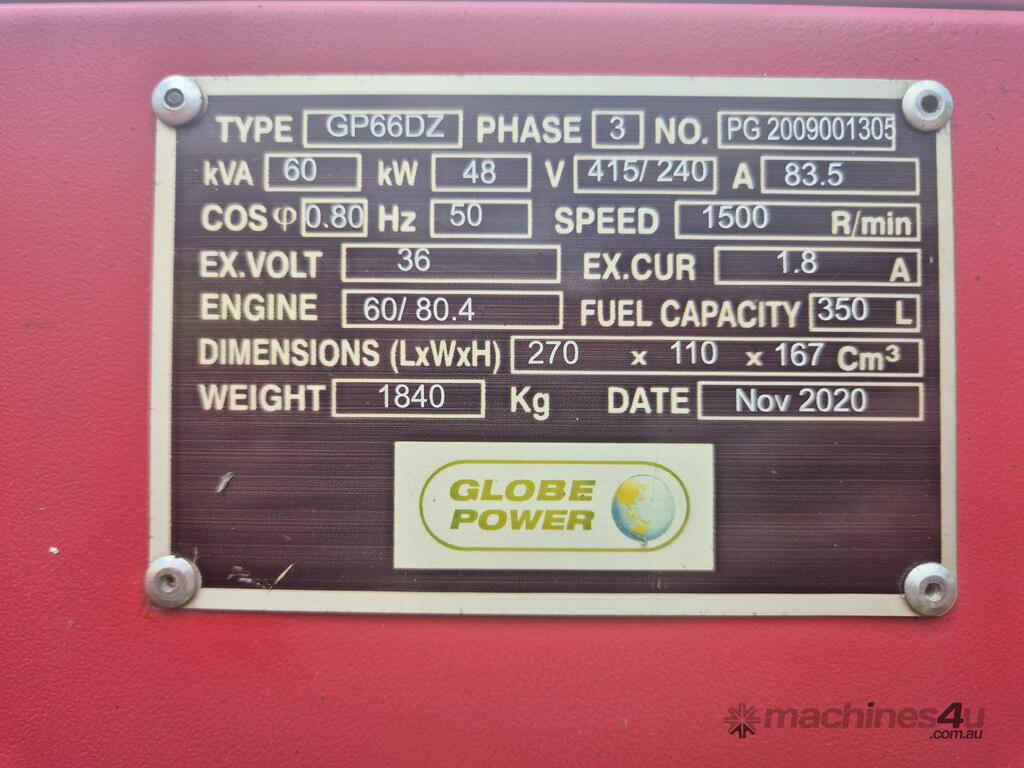 TYPE GP66DZ PHASE 3 NO. PG 2009001305
kVA 60 kW 48 V 415/ 240 A 83.5
COS φ 0.80 Hz 50 SPEED 1500 R/min
EX.VOLT 36 EX.CUR 1.8 A
ENGINE 60/ 80.4 FUEL CAPACITY 350 L
DIMENSIONS (LxWxH) 270 x 110 x 167 Cm³
WEIGHT 1840 Kg DATE Nov 2020
GLOBE
POWER
machines4u
.com.au